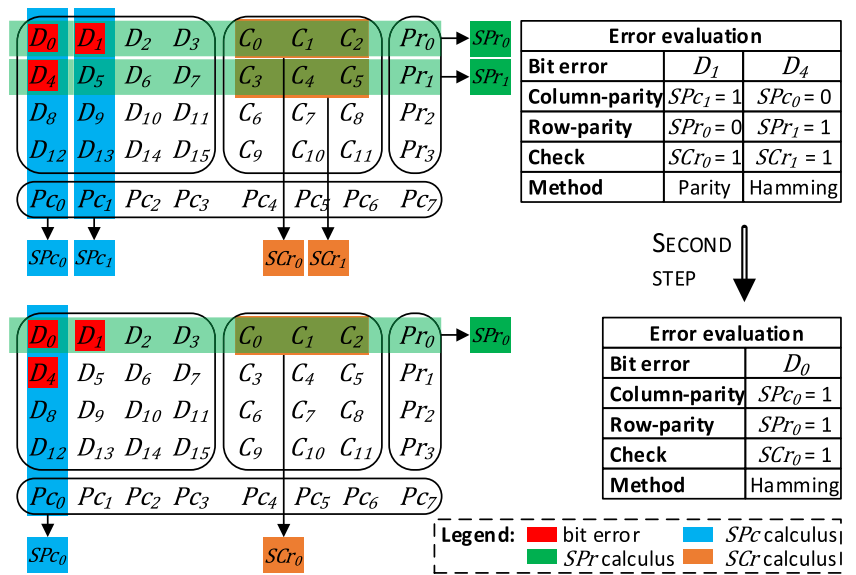 D₀ D₁ D₂ D₃ C₀ C₁ C₂ Pr₀ SPr₀
D₄ D₅ D₆ D₇ C₃ C₄ C₅ Pr₁ SPr₁
D₈ D₉ D₁₀ D₁₁ C₆ C₇ C₈ Pr₂
D₁₂ D₁₃ D₁₄ D₁₅ C₉ C₁₀ C₁₁ Pr₃
Pc₀ Pc₁ Pc₂ Pc₃ Pc₄ Pc₅ Pc₆ Pc₇
SPc₀ SPc₁ SCr₀ SCr₁
Error evaluation
Bit error D₁ D₄
Column-parity SPc₁ = 1 SPc₀ = 0
Row-parity SPr₀ = 0 SPr₁ = 1
Check SCr₀ = 1 SCr₁ = 1
Method Parity Hamming
SECOND
STEP
D₀ D₁ D₂ D₃ C₀ C₁ C₂ Pr₀ SPr₀
D₄ D₅ D₆ D₇ C₃ C₄ C₅ Pr₁
D₈ D₉ D₁₀ D₁₁ C₆ C₇ C₈ Pr₂
D₁₂ D₁₃ D₁₄ D₁₅ C₉ C₁₀ C₁₁ Pr₃
Pc₀ Pc₁ Pc₂ Pc₃ Pc₄ Pc₅ Pc₆ Pc₇
SPc₀ SCr₀
Error evaluation
Bit error D₀
Column-parity SPc₀ = 1
Row-parity SPr₀ = 1
Check SCr₀ = 1
Method Hamming
Legend: bit error SPc calculus
SPr calculus SCr calculus